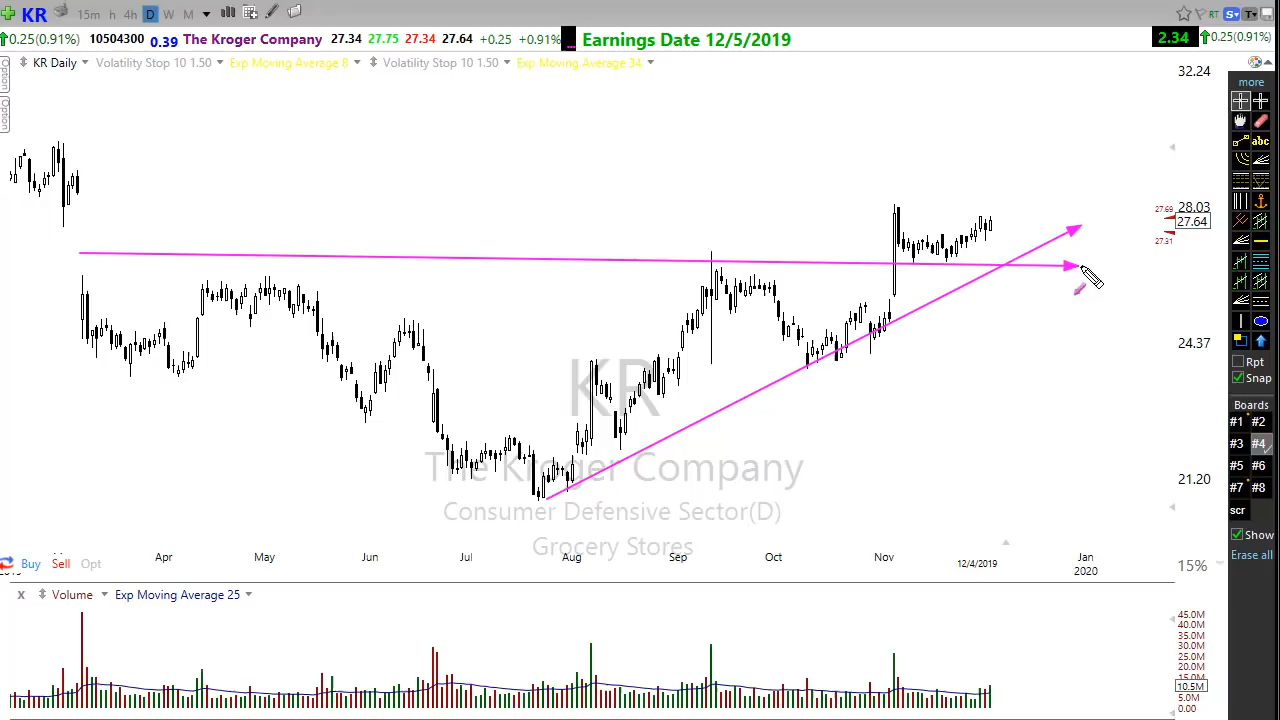 KR 15m h 4h D W M RT S T
0.25(0.91%) 10504300 0.39 The Kroger Company 27.34 27.75 27.34 27.64 +0.25 +0.91% Earnings Date 12/5/2019 2.34 0.25(0.91%)
KR Daily Volatility Stop 10 1.50 Exp Moving Average 8 Volatility Stop 10 1.50 Exp Moving Average 34
Option
Option
32.24
28.03
27.69
27.64
27.31
24.37
21.20
15%
KR
The Kroger Company
Consumer Defensive Sector(D)
Grocery Stores
Apr May Jun Jul Aug Sep Oct Nov 12/4/2019 Jan
2020
Buy Sell Opt
X Volume Exp Moving Average 25
45.0M
40.0M
35.0M
30.0M
25.0M
20.0M
15.0M
10.5M
5.0M
0.00
more
abc
Rpt
Snap
Boards
#1 #2
#3 #4
#5 #6
#7 #8
scr
Show
Erase all